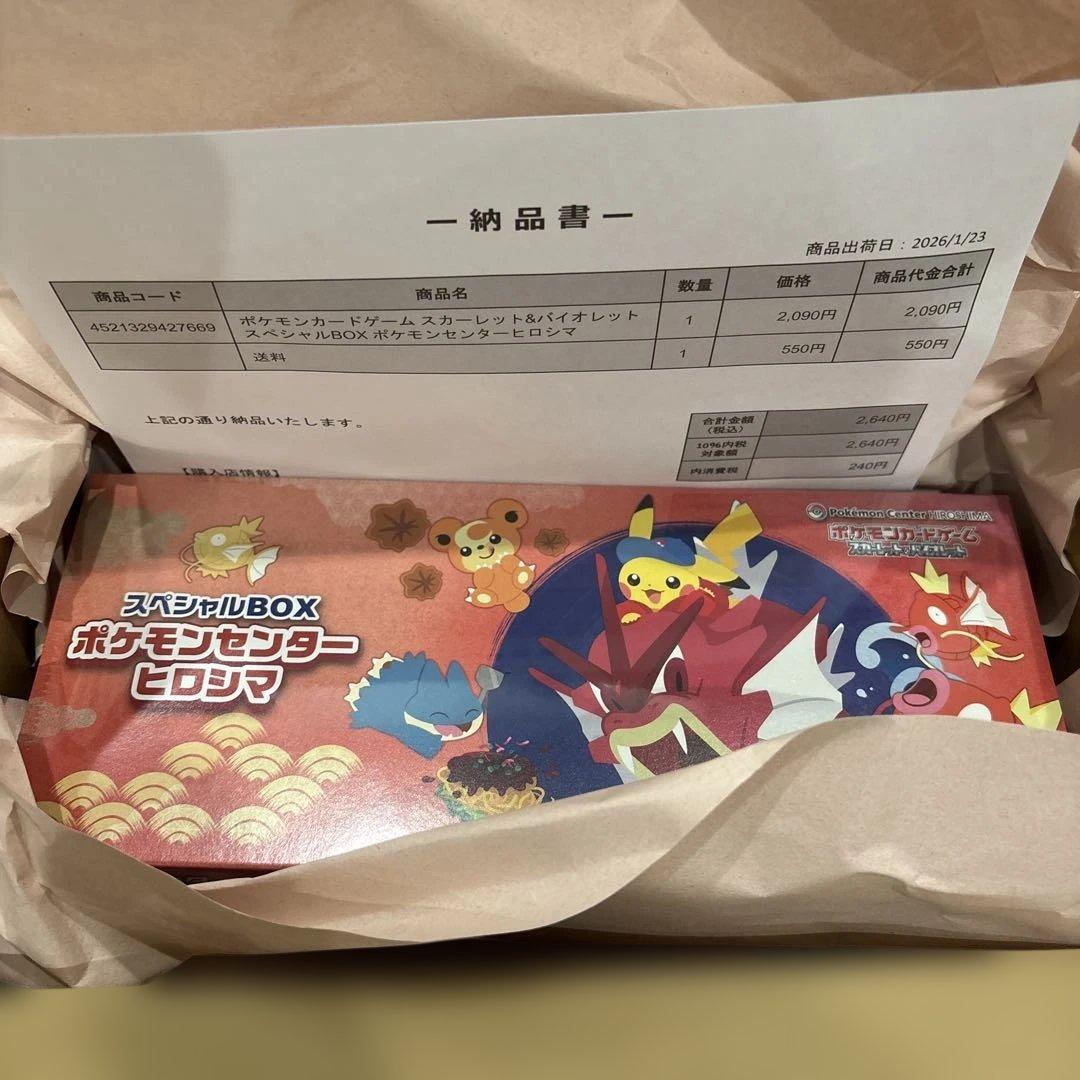 ー納品書ー
商品出荷日：2026/1/23
商品コード 商品名 数量 価格 商品代金合計
4521329427669 ポケモンカードゲーム スカーレット&バイオレット スペシャルBOX ポケモンセンターヒロシマ 1 2,090円 2,090円
送料 1 550円 550円
上記の通り納品いたします。
合計金額（税込） 2,640円
10%内税対象額 2,640円
内消費税 240円
【購入店情報】
Pokémon Center HIROSHIMA
ポケモンカードゲーム
スカーレット&バイオレット
スペシャルBOX
ポケモンセンター
ヒロシマ